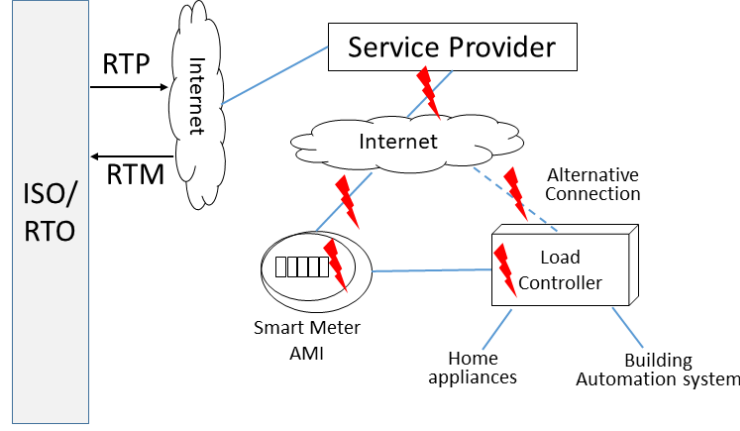 Service Provider
RTP
Internet
RTM
ISO/
RTO
Internet
Alternative
Connection
Load
Controller
Smart Meter
AMI
Home
appliances
Building
Automation system